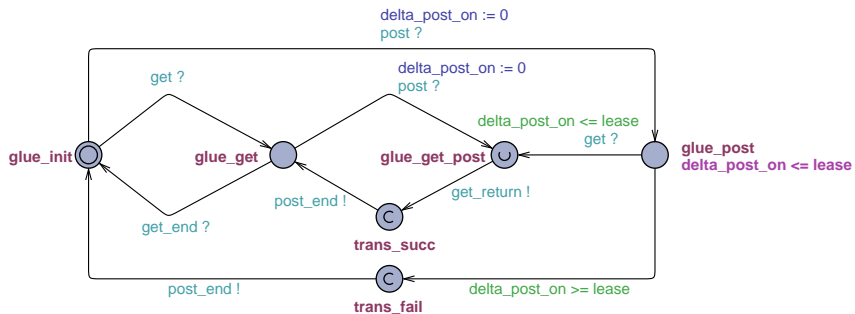 delta_post_on := 0
post ?
get ?
delta_post_on := 0
post ?
delta_post_on <= lease
get ?
glue_init
glue_get
glue_get_post
glue_post
delta_post_on <= lease
get_end ?
post_end !
get_return !
trans_succ
post_end !
delta_post_on >= lease
trans_fail